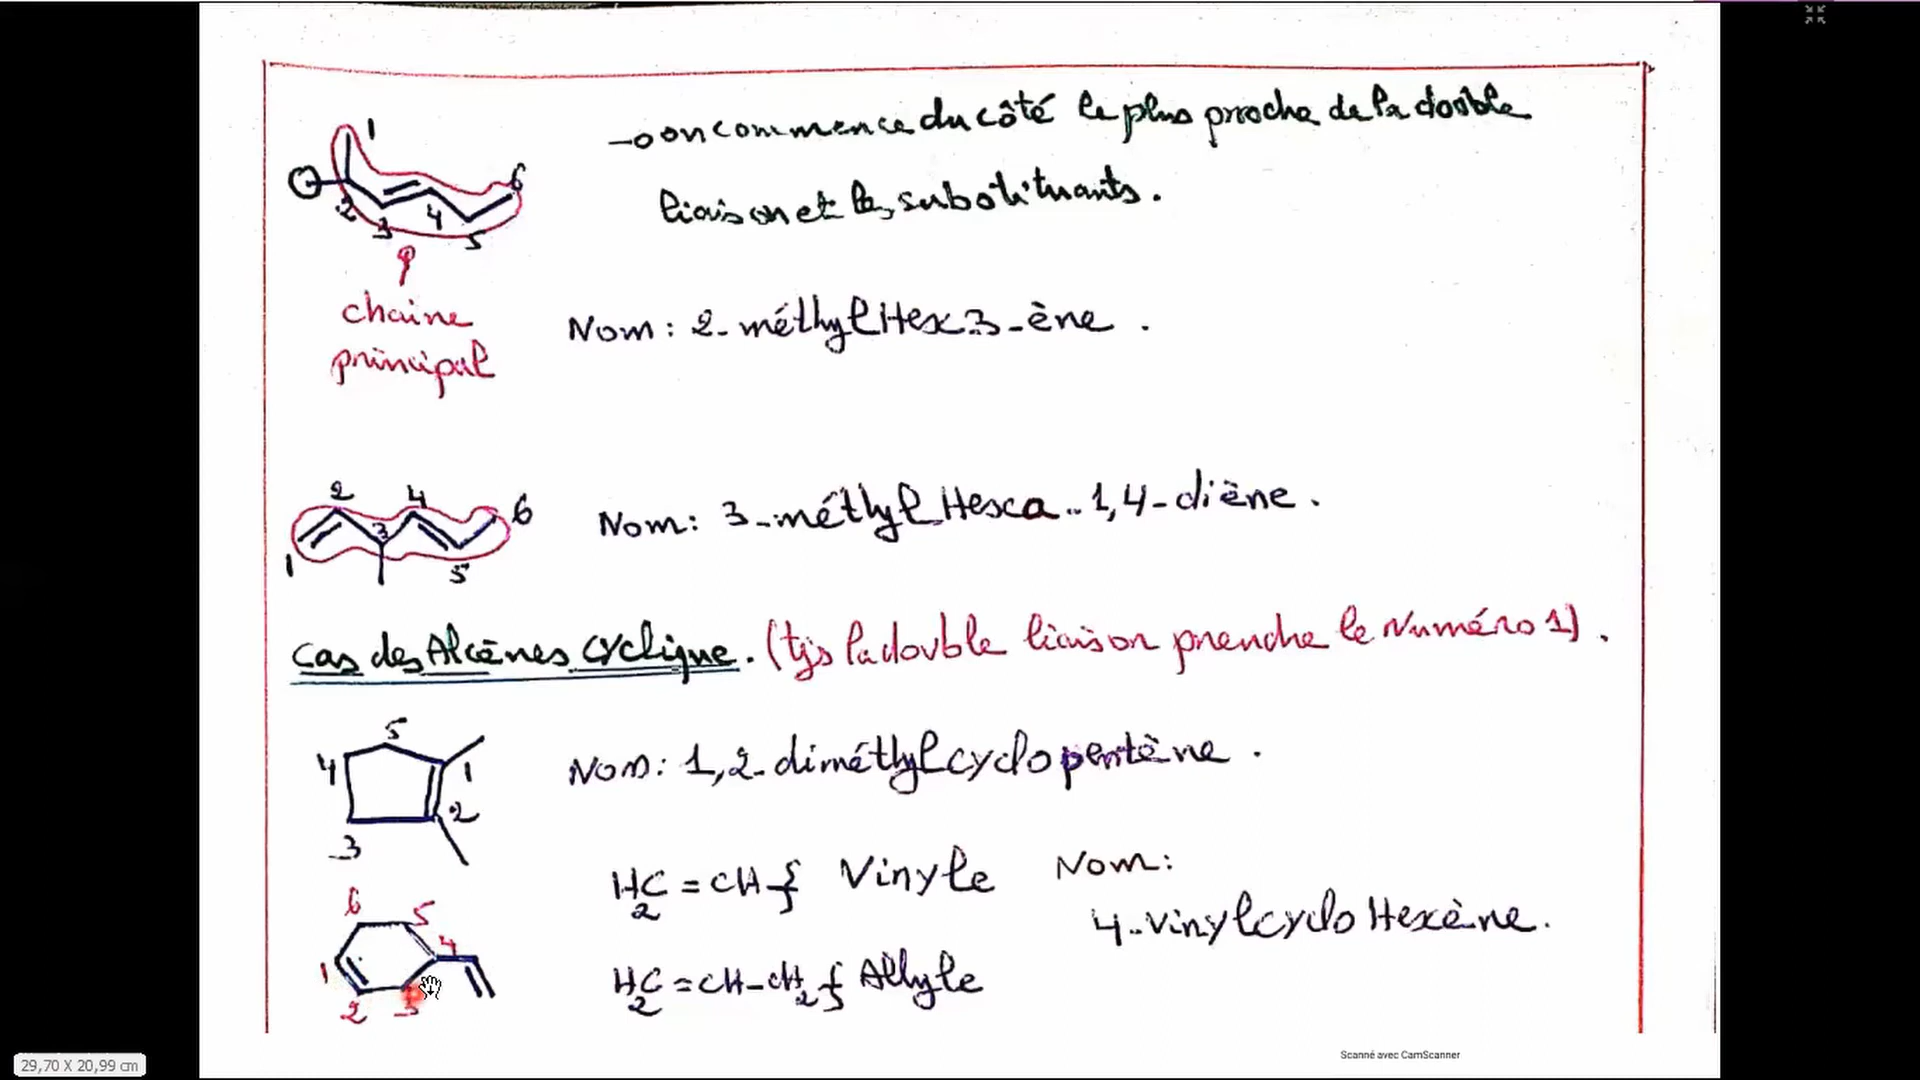 1
→ on commence du côté le plus proche de la double
6
2
3
4
5
liaison et les substituants.
chaine
principal
Nom: 2-méthylHex-3-ène.
2
4
6
3
1
5
Nom: 3-méthylHexa-1,4-diène.
Cas des Alcènes cyclique. (tjs la double liaison prendre le Numéro 1).
5
4
1
2
3
Nom: 1,2-diméthylcyclopentène.
H2C=CH-{ Vinyle
Nom:
4-vinylcycloHexène.
6
5
4
1
2
3
H2C=CH-CH2-{ Allyle
Scanné avec CamScanner
29,70 X 20,99 cm